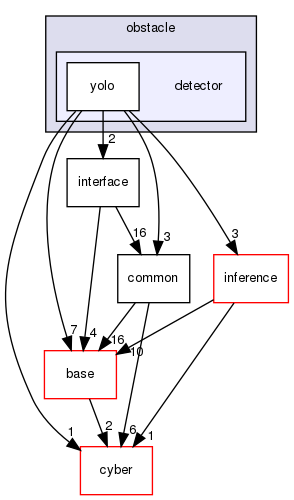 obstacle
yolo
detector
2
interface
16
3
3
common
inference
7
4
16
10
base
1
2
6
1
cyber